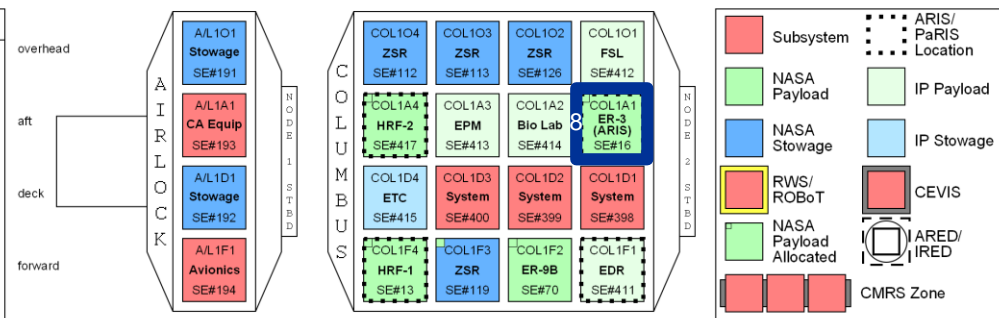 overhead
aft
deck
forward
AIRLOCK
A/L1O1
Stowage
SE#191
A/L1A1
CA Equip
SE#193
A/L1D1
Stowage
SE#192
A/L1F1
Avionics
SE#194
NODE 1 STBD
COLUMBUS
COL1O4
ZSR
SE#112
COL1O3
ZSR
SE#113
COL1O2
ZSR
SE#126
COL1O1
FSL
SE#412
COL1A4
HRF-2
SE#417
COL1A3
EPM
SE#413
COL1A2
Bio Lab
SE#414
8
COL1A1
ER-3
(ARIS)
SE#16
COL1D4
ETC
SE#415
COL1D3
System
SE#400
COL1D2
System
SE#399
COL1D1
System
SE#398
COL1F4
HRF-1
SE#13
COL1F3
ZSR
SE#119
COL1F2
ER-9B
SE#70
COL1F1
EDR
SE#411
NODE 2 STBD
Subsystem
ARIS/
PaRIS
Location
NASA
Payload
IP Payload
NASA
Stowage
IP Stowage
RWS/
ROBoT
CEVIS
NASA
Payload
Allocated
ARED/
IRED
CMRS Zone